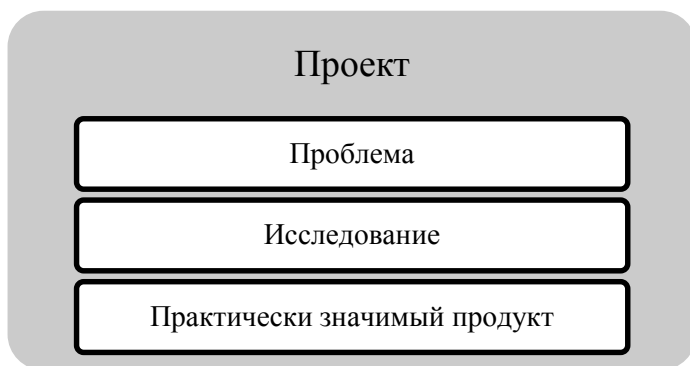 Проект
Проблема
Исследование
Практически значимый продукт